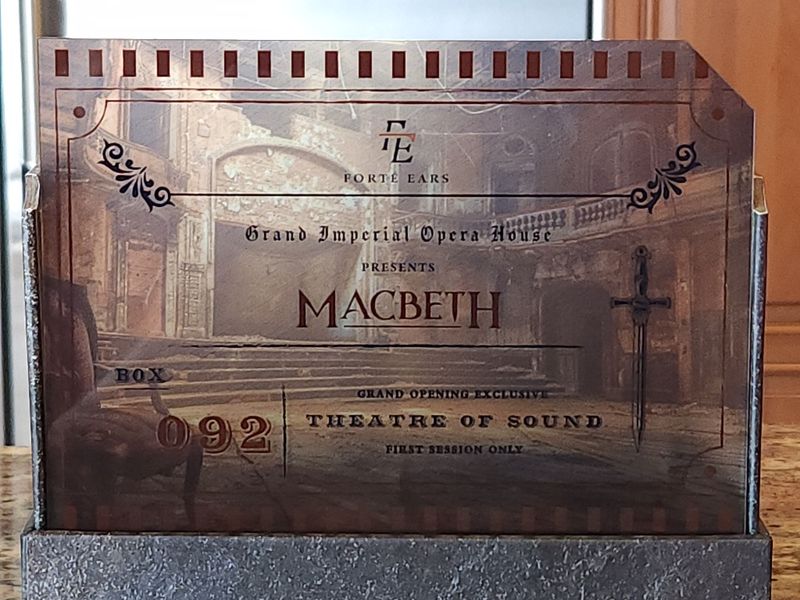 FE
FORTÉ EARS
Grand Imperial Opera House
PRESENTS
MACBETH
BOX
092
GRAND OPENING EXCLUSIVE
THEATRE OF SOUND
FIRST SESSION ONLY